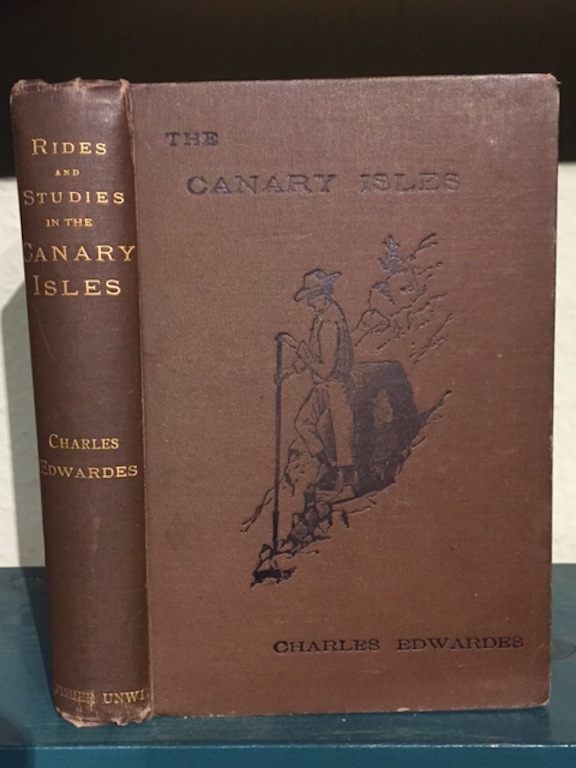 RIDES
AND
STUDIES
IN THE
CANARY
ISLES
CHARLES
EDWARDES
FISHER UNWI
THE
CANARY ISLES
CHARLES EDWARDES